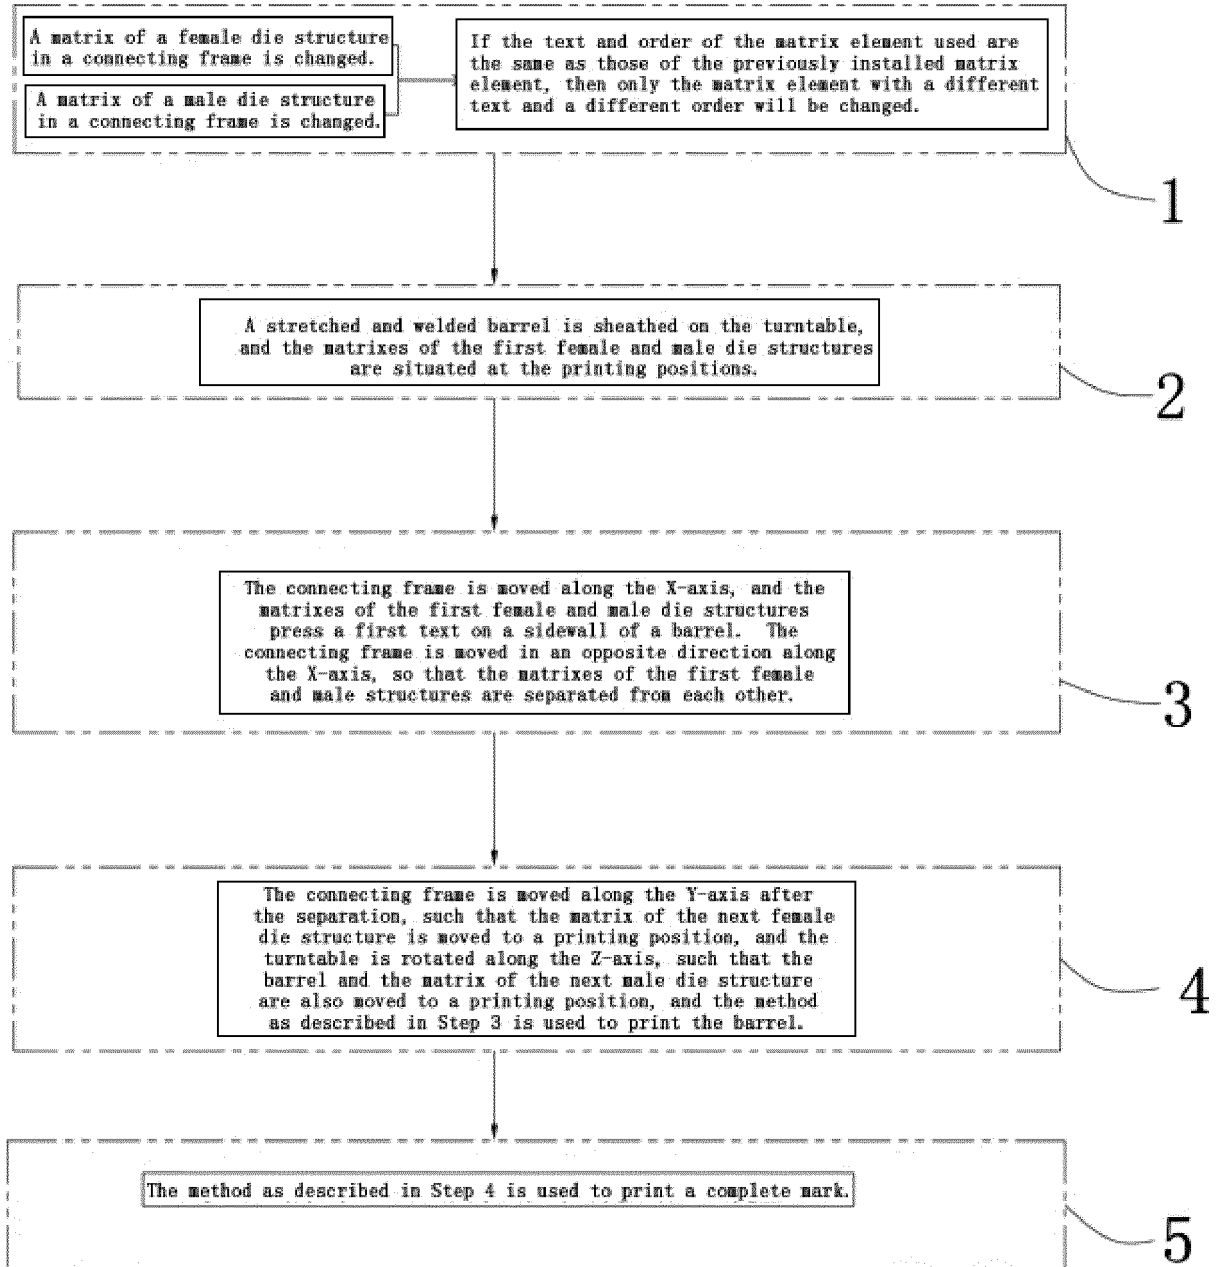 A matrix of a female die structure
in a connecting frame is changed.
A matrix of a male die structure
in a connecting frame is changed.
If the text and order of the matrix element used are
the same as those of the previously installed matrix
element, then only the matrix element with a different
text and a different order will be changed.
1
A stretched and welded barrel is sheathed on the turntable,
and the matrixes of the first female and male die structures
are situated at the printing positions.
2
The connecting frame is moved along the X-axis, and the
matrixes of the first female and male die structures
press a first text on a sidewall of a barrel. The
connecting frame is moved in an opposite direction along
the X-axis, so that the matrixes of the first female
and male structures are separated from each other.
3
The connecting frame is moved along the Y-axis after
the separation, such that the matrix of the next female
die structure is moved to a printing position, and the
turntable is rotated along the Z-axis, such that the
barrel and the matrix of the next male die structure
are also moved to a printing position, and the method
as described in Step 3 is used to print the barrel.
4
The method as described in Step 4 is used to print a complete mark.
5